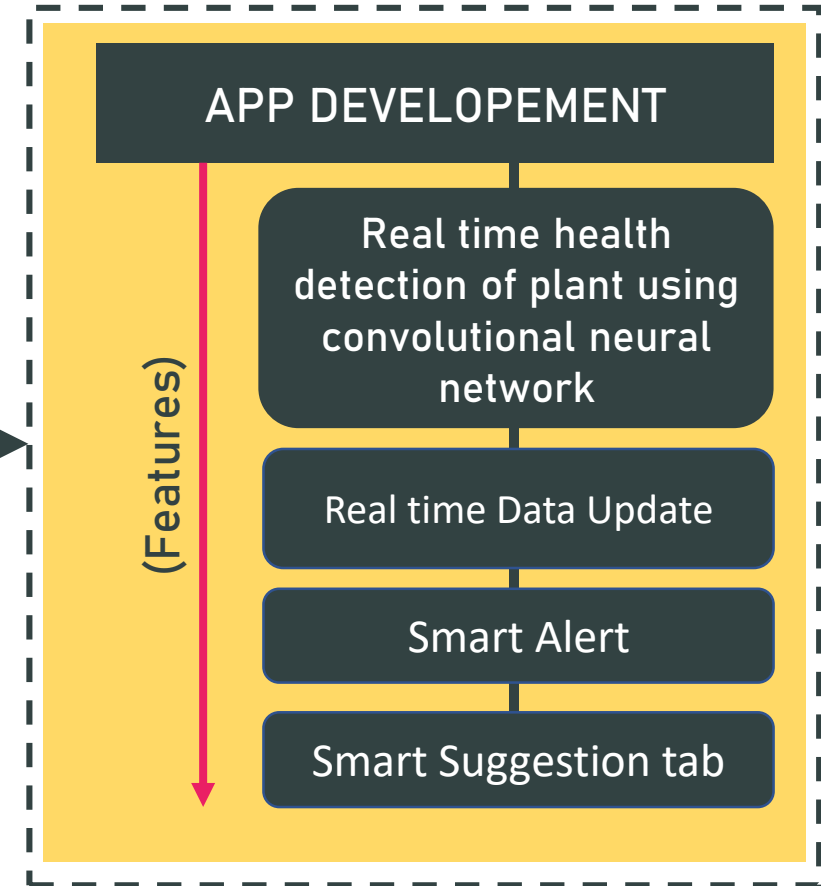 APP DEVELOPEMENT
(Features)
Real time health
detection of plant using
convolutional neural
network
Real time Data Update
Smart Alert
Smart Suggestion tab